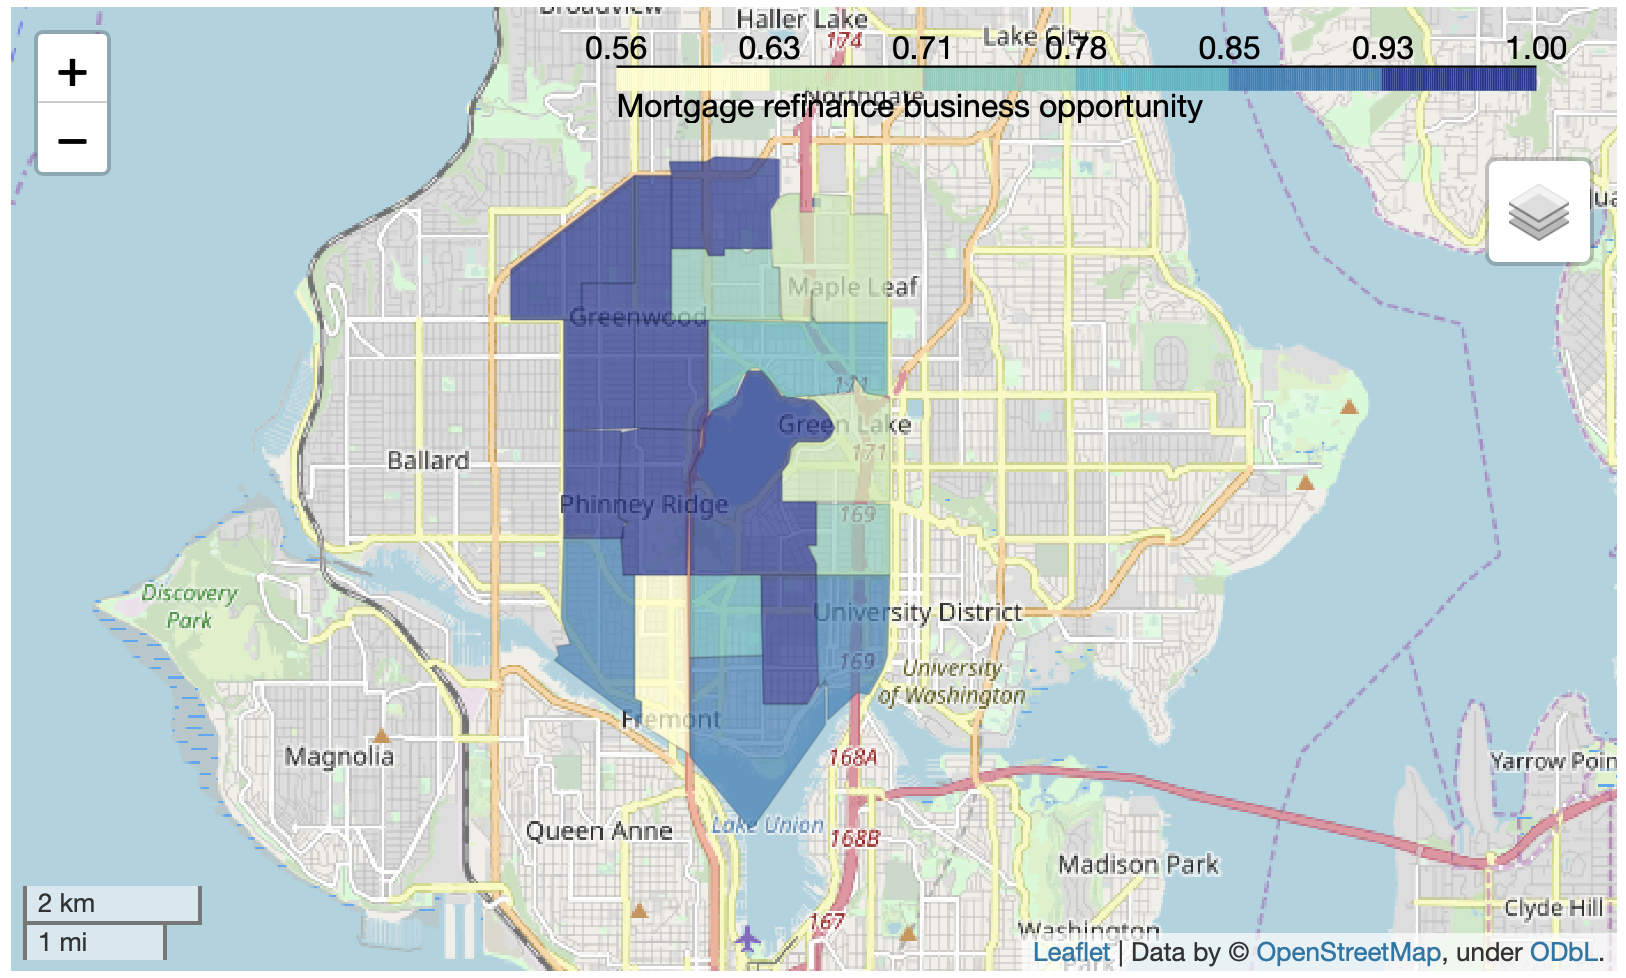 Broadview
Haller Lake
174
Lake City
0.56 0.63 0.71 0.78 0.85 0.93 1.00
Northgate
Mortgage refinance business opportunity
+
−
Maple Leaf
Greenwood
171
Green Lake
171
Ballard
Phinney Ridge
169
Discovery
Park
University District
169
University
of Washington
Fremont
Magnolia
168A
Yarrow Poin
Lake Union
Queen Anne
168B
Madison Park
2 km
Clyde Hill
167
Washington
1 mi
Leaflet | Data by © OpenStreetMap, under ODbL.